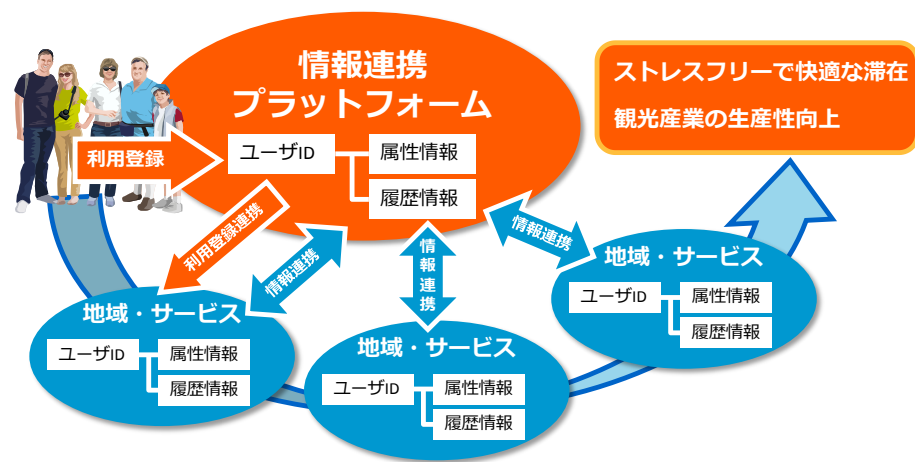 情報連携
プラットフォーム
ストレスフリーで快適な滞在
観光産業の生産性向上
利用登録
ユーザID
属性情報
履歴情報
利用登録連携
情報連携
情報連携
情報連携
地域・サービス
ユーザID
属性情報
履歴情報
地域・サービス
ユーザID
属性情報
履歴情報
地域・サービス
ユーザID
属性情報
履歴情報